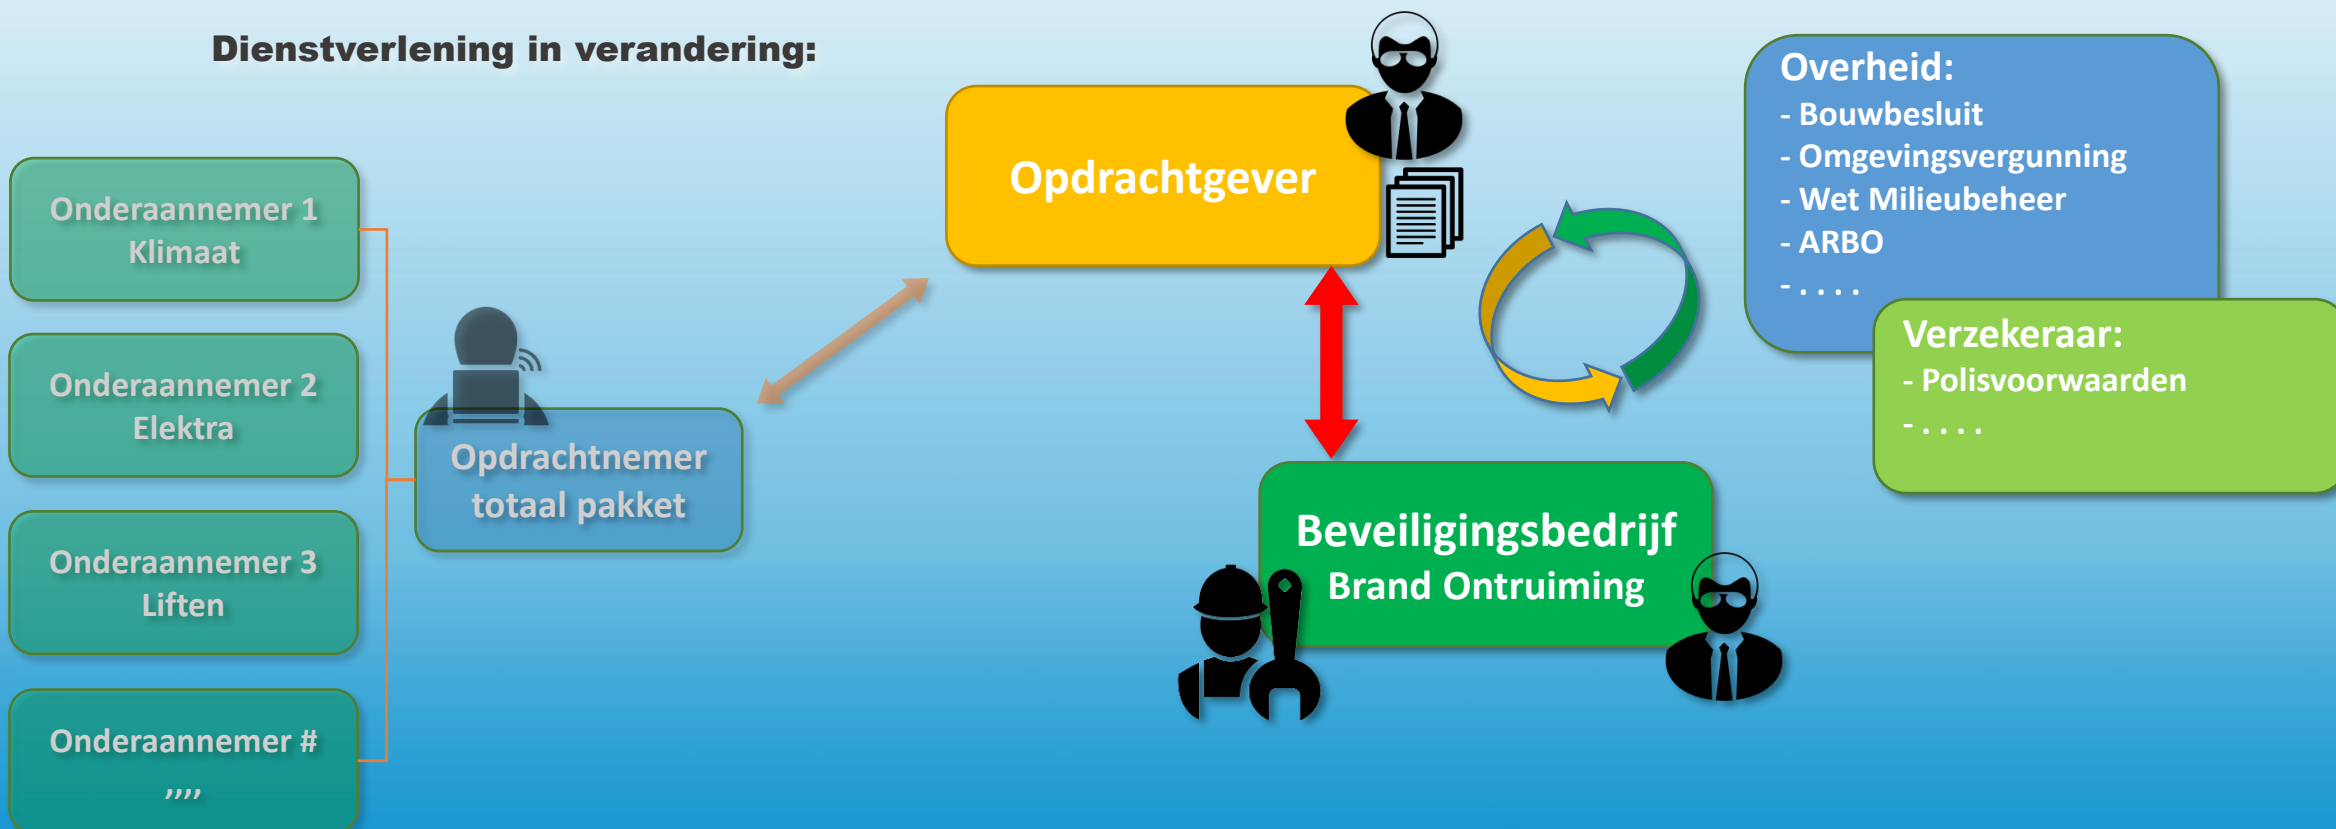 Dienstverlening in verandering:
Opdrachtgever
Overheid:
- Bouwbesluit
- Omgevingsvergunning
- Wet Milieubeheer
- ARBO
- . . . .
Verzekeraar:
- Polisvoorwaarden
- . . . .
Onderaannemer 1
Klimaat
Onderaannemer 2
Elektra
Onderaannemer 3
Liften
Onderaannemer #
,,,,
Opdrachtnemer
totaal pakket
Beveiligingsbedrijf
Brand Ontruiming